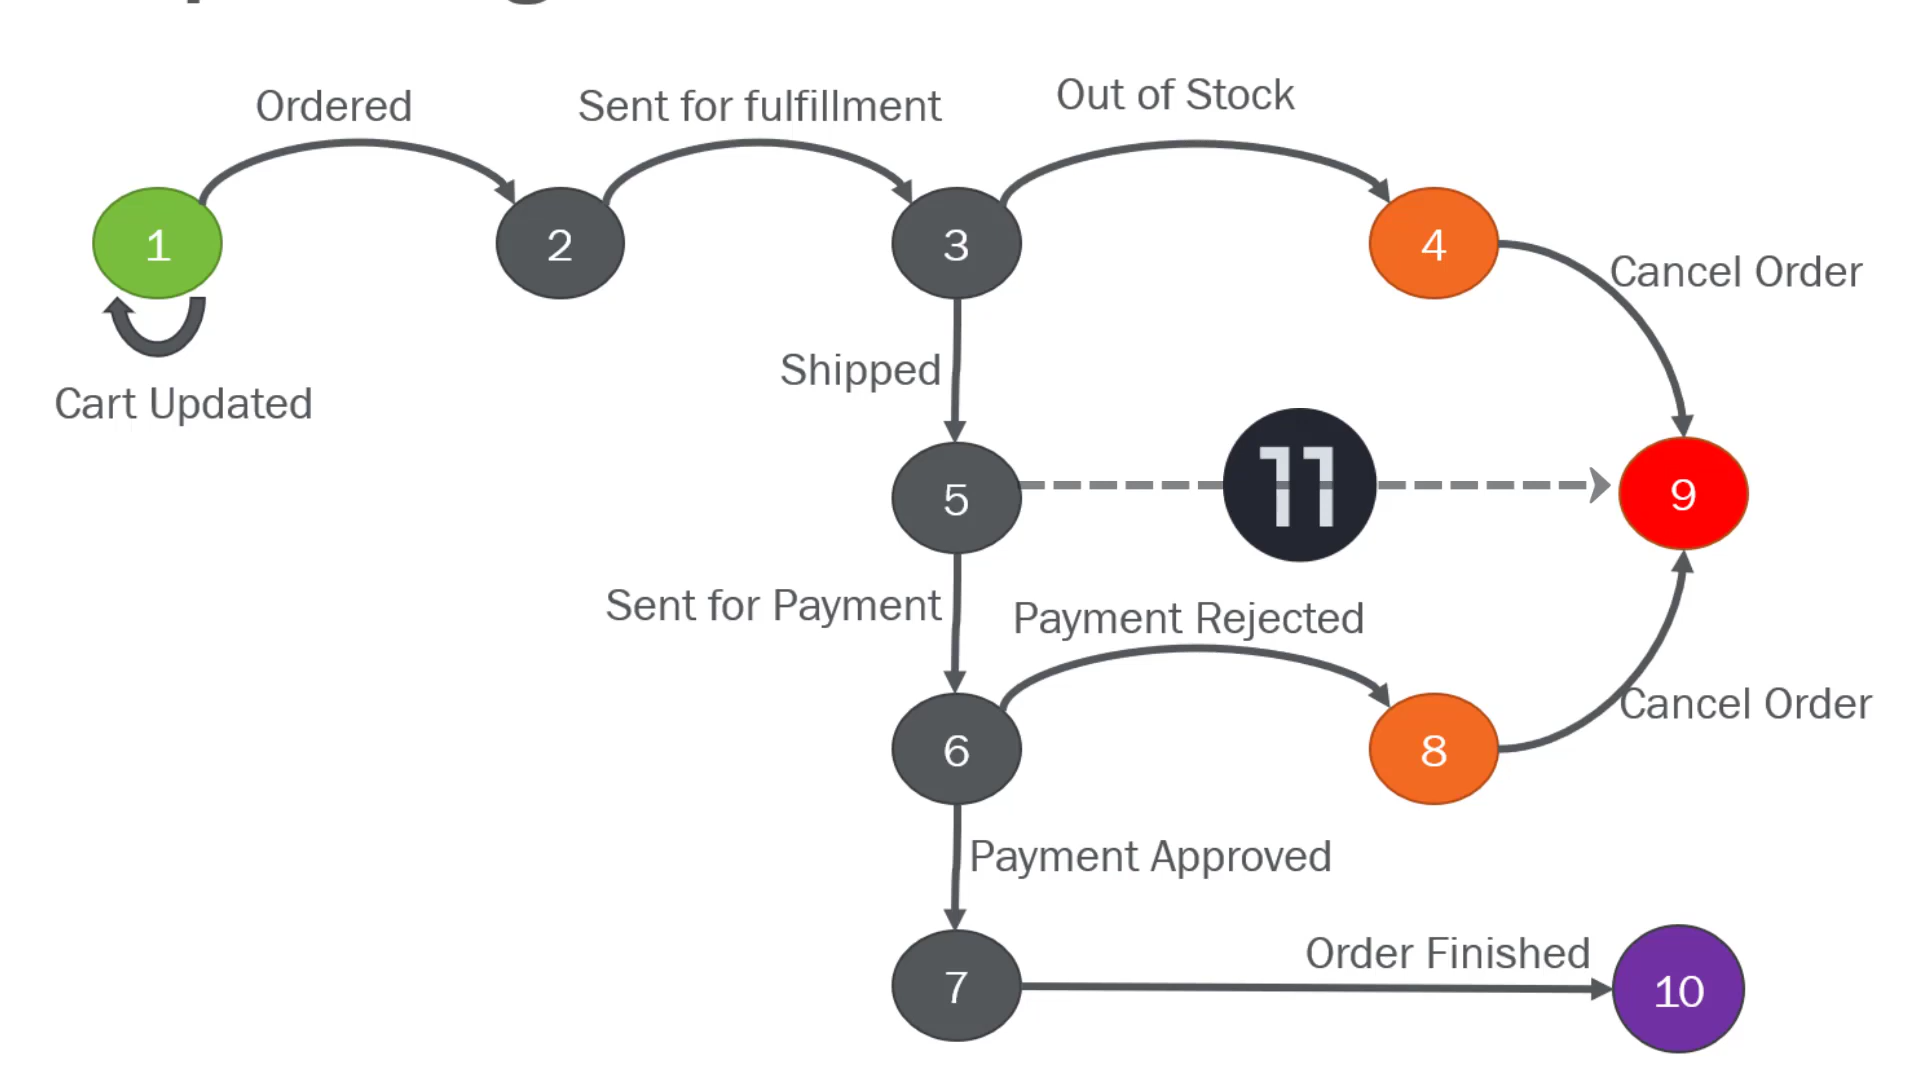 Ordered
Sent for fulfillment
Out of Stock
1
2
3
4
Cancel Order
Shipped
Cart Updated
5
11
9
Sent for Payment
Payment Rejected
Cancel Order
6
8
Payment Approved
Order Finished
7
10